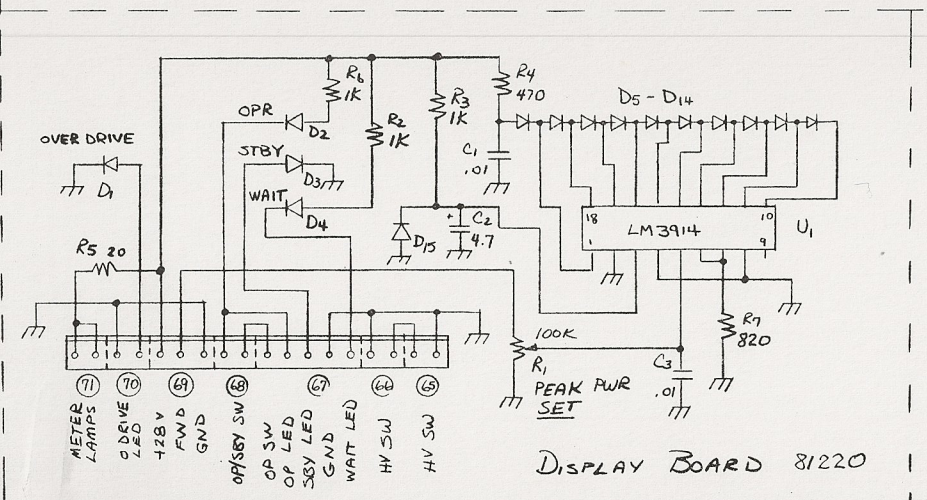 R6
1K
R4
470
D5 - D14
OPR
D2
R2
1K
R3
1K
OVER DRIVE
D1
STBY
D3
C1
.01
WAIT
D4
D15
+
C2
4.7
18
10
LM3914
1
9
U1
R5 20
100K
R1
PEAK PWR
SET
C3
.01
R7
820
71
70
69
68
67
66
65
METER
LAMPS
O DRIVE
LED
+28V
FWD
GND
OP/SBY SW
OP SW
OP LED
SBY LED
GND
WAIT LED
HV SW
HV SW
DISPLAY BOARD 81220